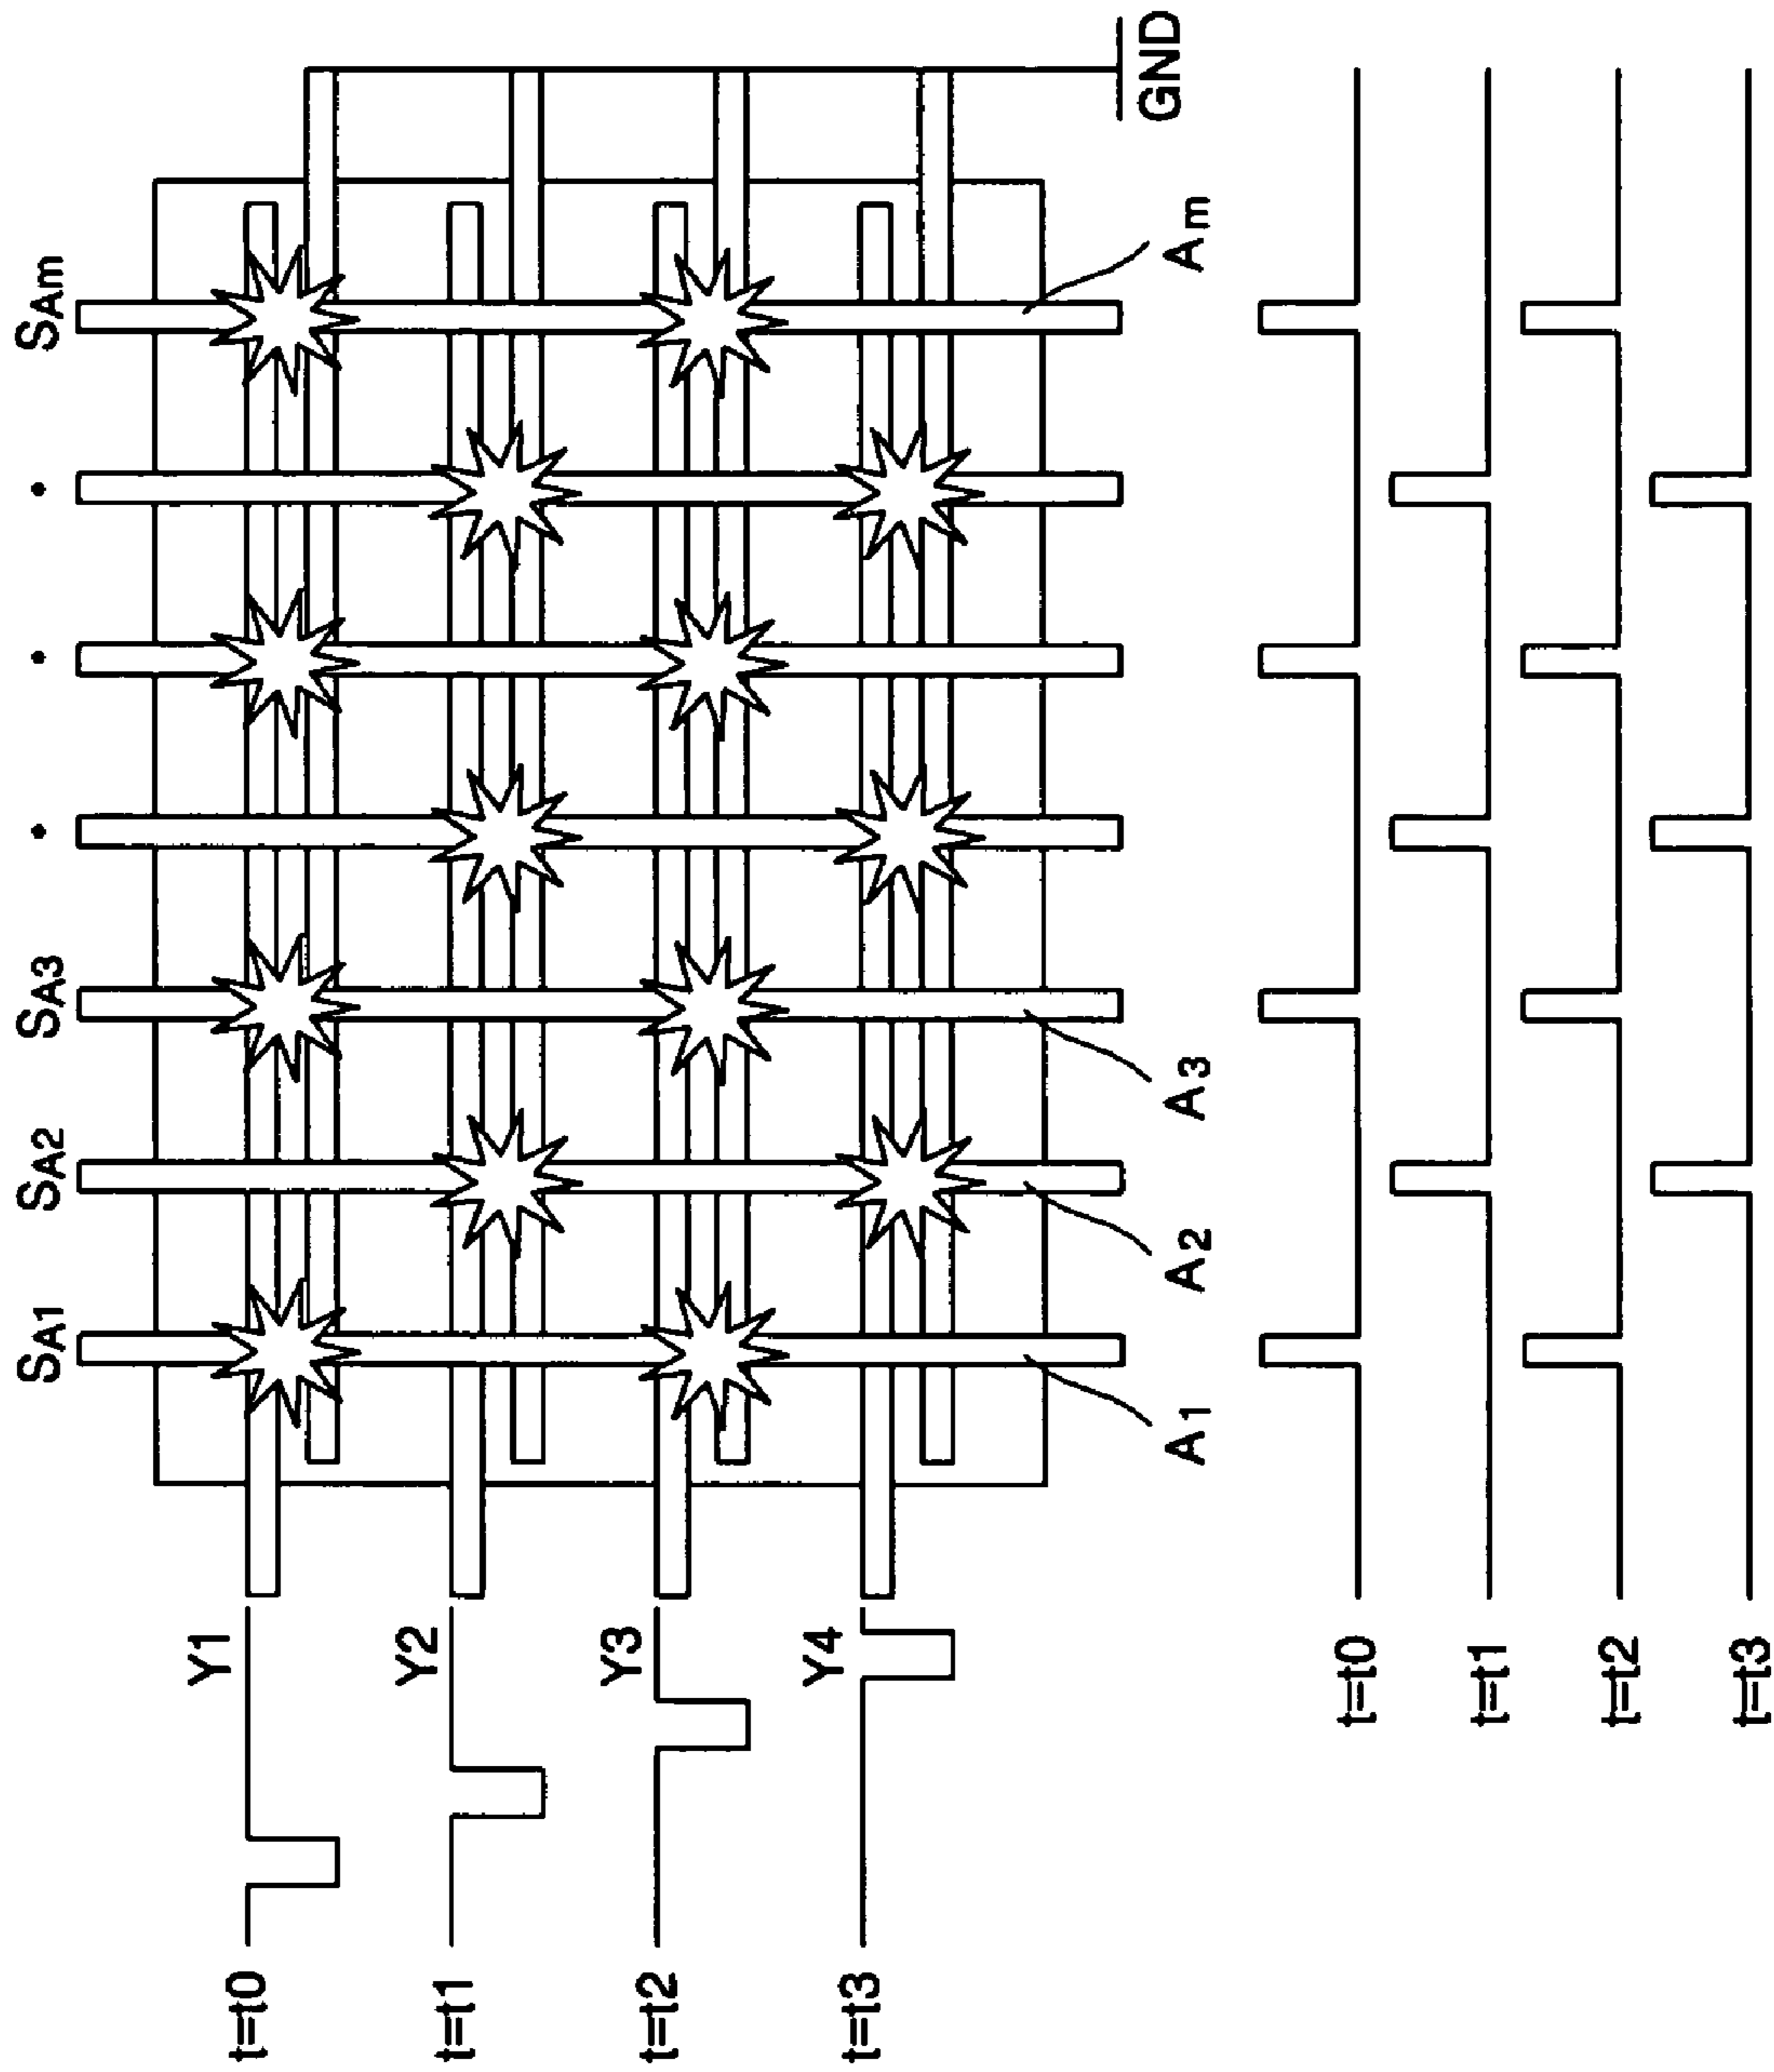 SA1 SA2 SA3 • • • SAm
Y1
t=t0
Y2
t=t1
Y3
t=t2
Y4
t=t3
GND
A1 A2 A3 Am
t=t0
t=t1
t=t2
t=t3